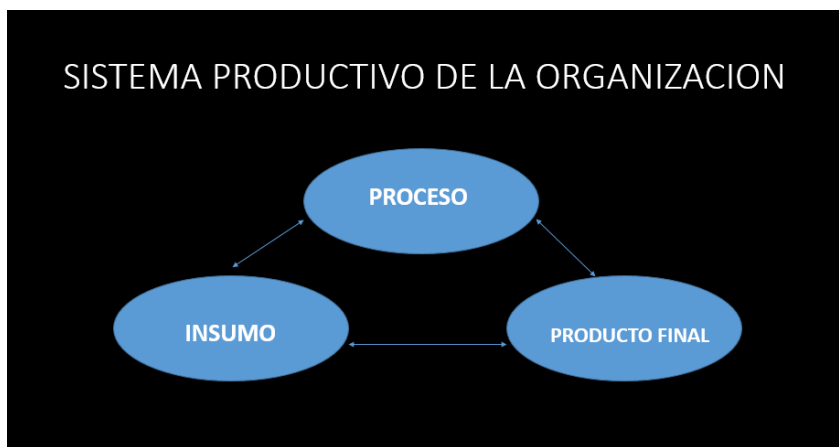 SISTEMA PRODUCTIVO DE LA ORGANIZACION
PROCESO
INSUMO
PRODUCTO FINAL